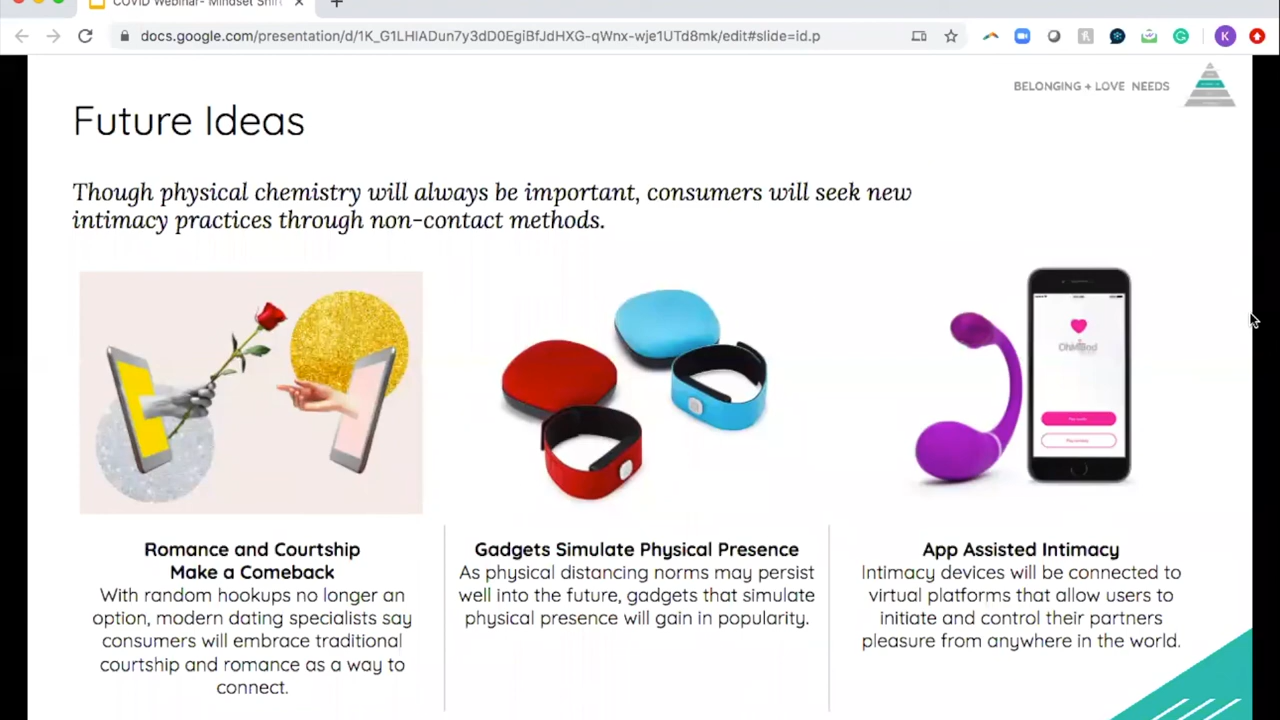 COVID Webinar- Mindset Shift
docs.google.com/presentation/d/1K_G1LHIADun7y3dD0EgiBfJdHXG-qWnx-wje1UTd8mk/edit#slide=id.p
K
BELONGING + LOVE NEEDS
Future Ideas
Though physical chemistry will always be important, consumers will seek new
intimacy practices through non-contact methods.
Romance and Courtship
Make a Comeback
With random hookups no longer an
option, modern dating specialists say
consumers will embrace traditional
courtship and romance as a way to
connect.
Gadgets Simulate Physical Presence
As physical distancing norms may persist
well into the future, gadgets that simulate
physical presence will gain in popularity.
App Assisted Intimacy
Intimacy devices will be connected to
virtual platforms that allow users to
initiate and control their partners
pleasure from anywhere in the world.